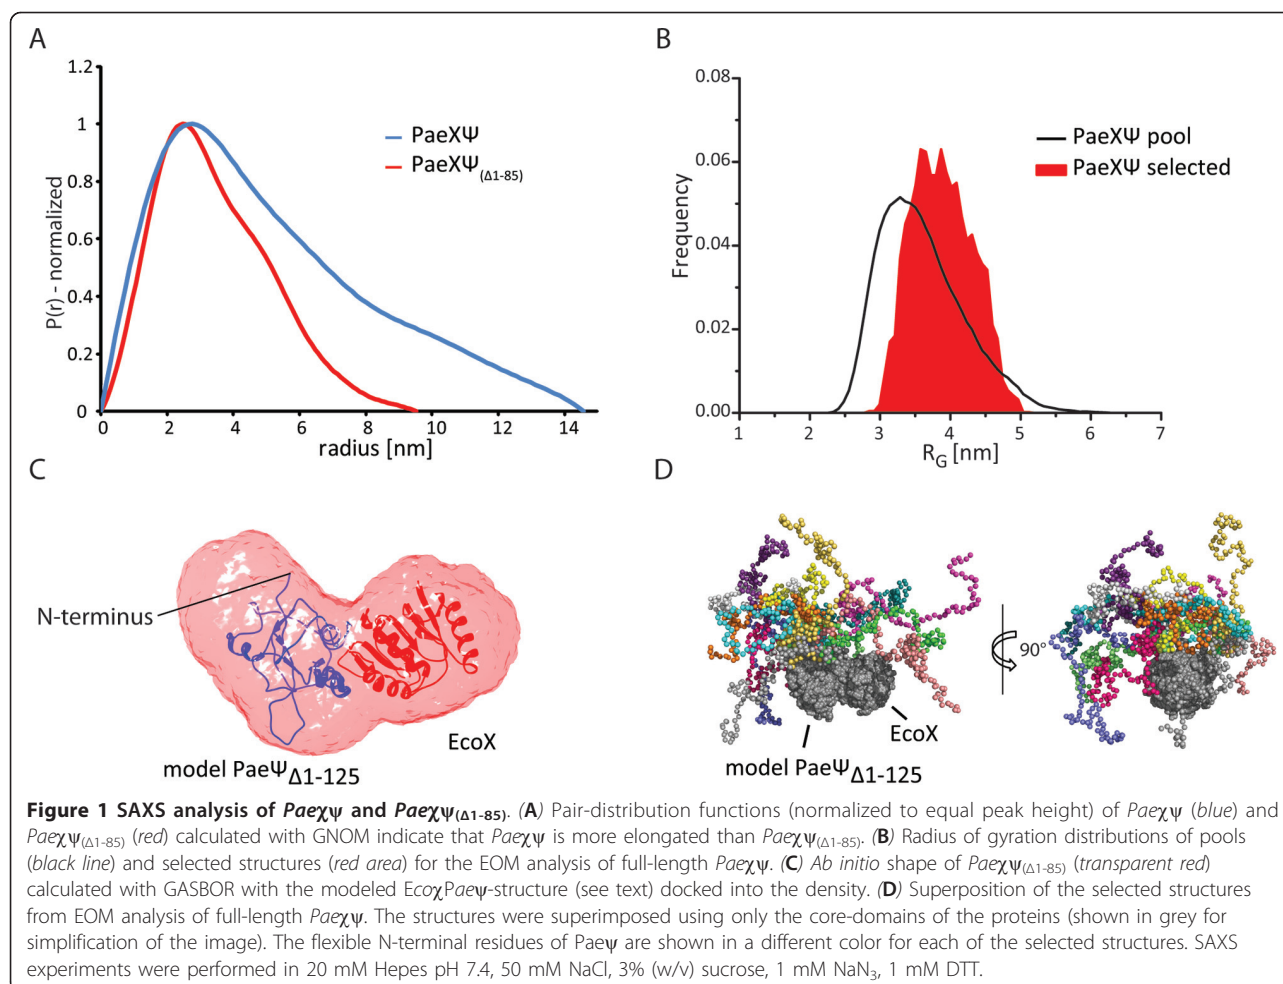 A
1.2
1
0.8
0.6
0.4
0.2
0
P(r) - normalized
0 2 4 6 8 10 12 14
radius [nm]
PaeXΨ
PaeXΨ(Δ1-85)
B
0.08
0.06
0.04
0.02
0.00
Frequency
1 2 3 4 5 6 7
RG [nm]
PaeXΨ pool
PaeXΨ selected
C
N-terminus
EcoX
model PaeΨΔ1-125
D
90°
EcoX
model PaeΨΔ1-125
Figure 1 SAXS analysis of Paeχψ and Paeχψ(Δ1-85). (A) Pair-distribution functions (normalized to equal peak height) of Paeχψ (blue) and
Paeχψ(Δ1-85) (red) calculated with GNOM indicate that Paeχψ is more elongated than Paeχψ(Δ1-85). (B) Radius of gyration distributions of pools
(black line) and selected structures (red area) for the EOM analysis of full-length Paeχψ. (C) Ab initio shape of Paeχψ(Δ1-85) (transparent red)
calculated with GASBOR with the modeled EcoχPaeψ-structure (see text) docked into the density. (D) Superposition of the selected structures
from EOM analysis of full-length Paeχψ. The structures were superimposed using only the core-domains of the proteins (shown in grey for
simplification of the image). The flexible N-terminal residues of Paeψ are shown in a different color for each of the selected structures. SAXS
experiments were performed in 20 mM Hepes pH 7.4, 50 mM NaCl, 3% (w/v) sucrose, 1 mM NaN3, 1 mM DTT.